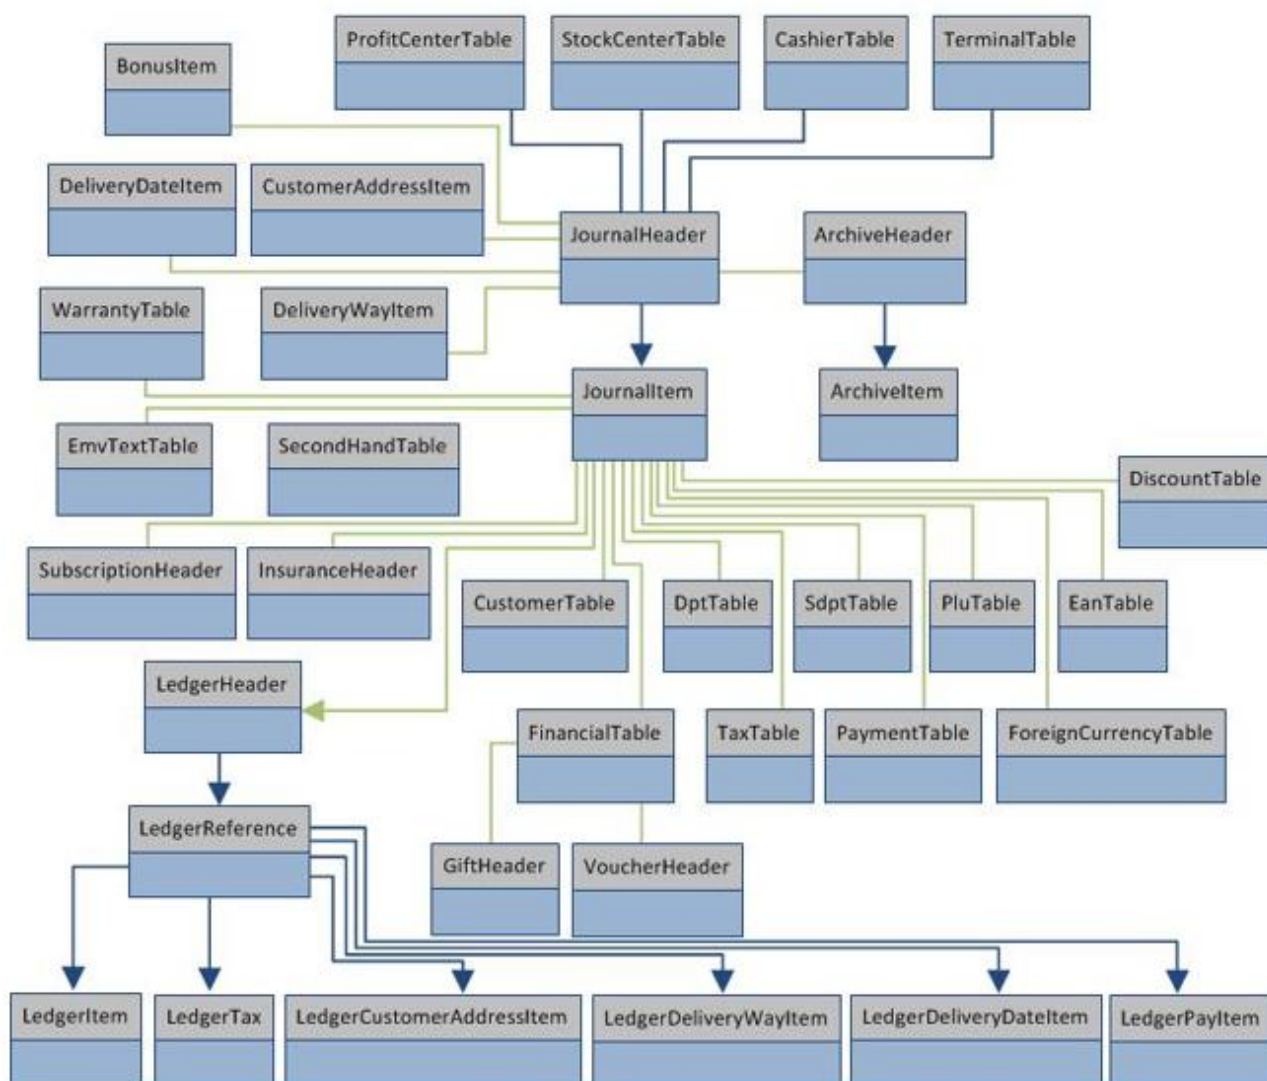 ProfitCenterTable
StockCenterTable
CashierTable
TerminalTable
BonusItem
DeliveryDateItem
CustomerAddressItem
JournalHeader
ArchiveHeader
WarrantyTable
DeliveryWayItem
JournalItem
ArchiveItem
EmvTextTable
SecondHandTable
DiscountTable
SubscriptionHeader
InsuranceHeader
CustomerTable
DptTable
SdptTable
PluTable
EanTable
LedgerHeader
FinancialTable
TaxTable
PaymentTable
ForeignCurrencyTable
LedgerReference
GiftHeader
VoucherHeader
LedgerItem
LedgerTax
LedgerCustomerAddressItem
LedgerDeliveryWayItem
LedgerDeliveryDateItem
LedgerPayItem